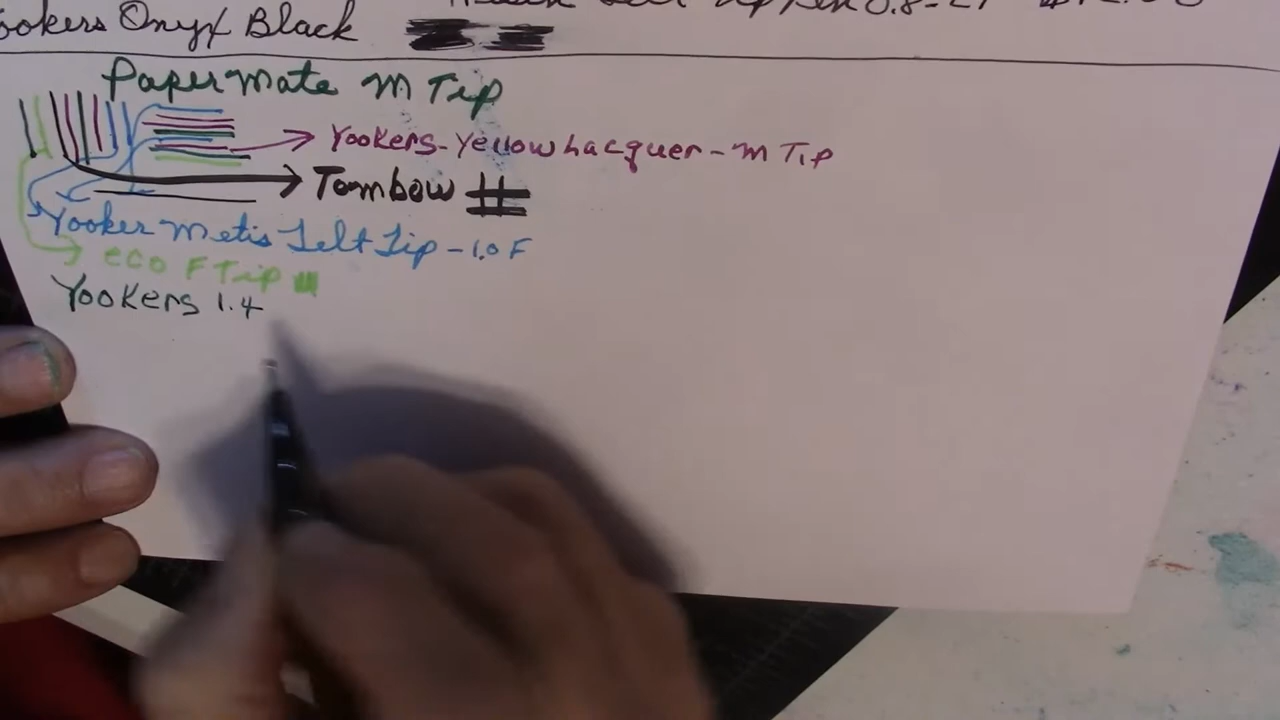 ookers Onyx Black
PaperMate M Tip
Yookers-Yellow Lacquer-M Tip
Tombow
Yooker Metis Felt Tip-1.0 F
eco F Tip
Yookers 1.4